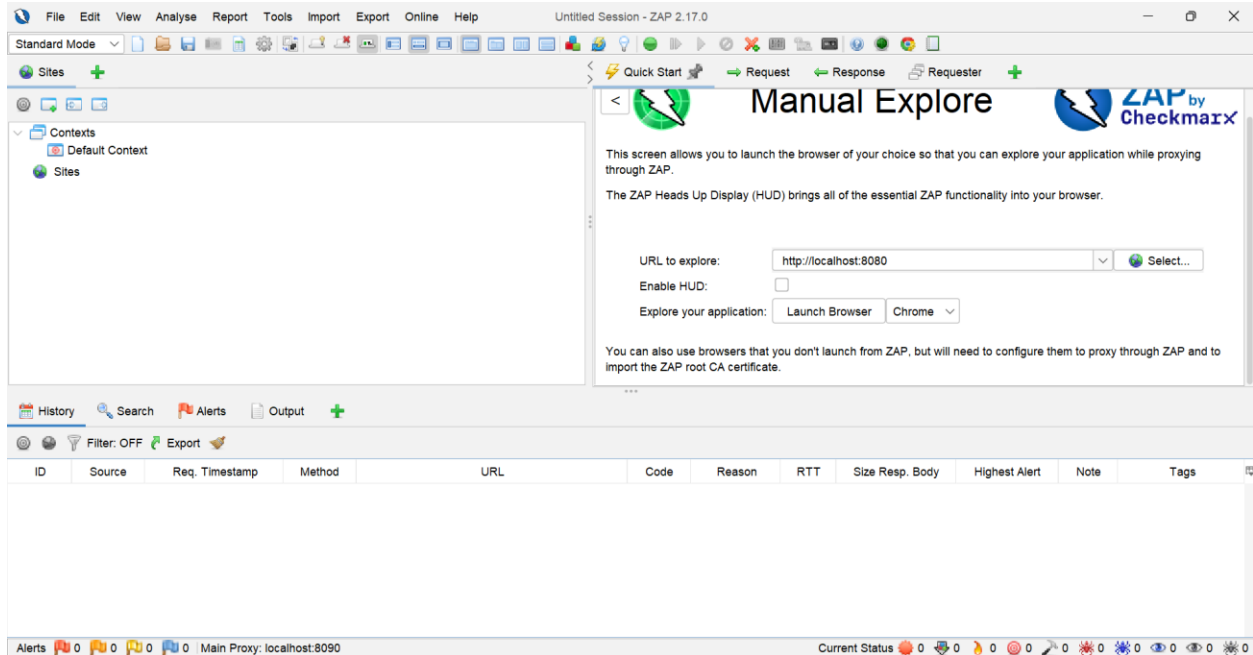 File Edit View Analyse Report Tools Import Export Online Help Untitled Session - ZAP 2.17.0
Standard Mode
Sites
Quick Start Request Response Requester
< Manual Explore ZAP by Checkmarx
Contexts
Default Context
Sites
This screen allows you to launch the browser of your choice so that you can explore your application while proxying
through ZAP.
The ZAP Heads Up Display (HUD) brings all of the essential ZAP functionality into your browser.
URL to explore: http://localhost:8080 Select...
Enable HUD:
Explore your application: Launch Browser Chrome
You can also use browsers that you don't launch from ZAP, but will need to configure them to proxy through ZAP and to
import the ZAP root CA certificate.
History Search Alerts Output
Filter: OFF Export
ID Source Req. Timestamp Method URL Code Reason RTT Size Resp. Body Highest Alert Note Tags
Alerts 0 0 0 0 Main Proxy: localhost:8090 Current Status 0 0 0 0 0 0 0 0 0 0